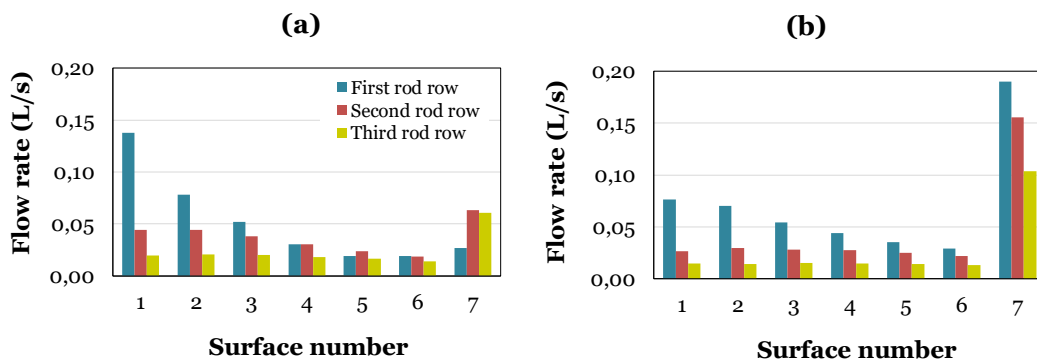 (a)
Flow rate (L/s)
0,20
0,15
0,10
0,05
0,00
First rod row
Second rod row
Third rod row
1 2 3 4 5 6 7
Surface number
(b)
Flow rate (L/s)
0,20
0,15
0,10
0,05
0,00
1 2 3 4 5 6 7
Surface number